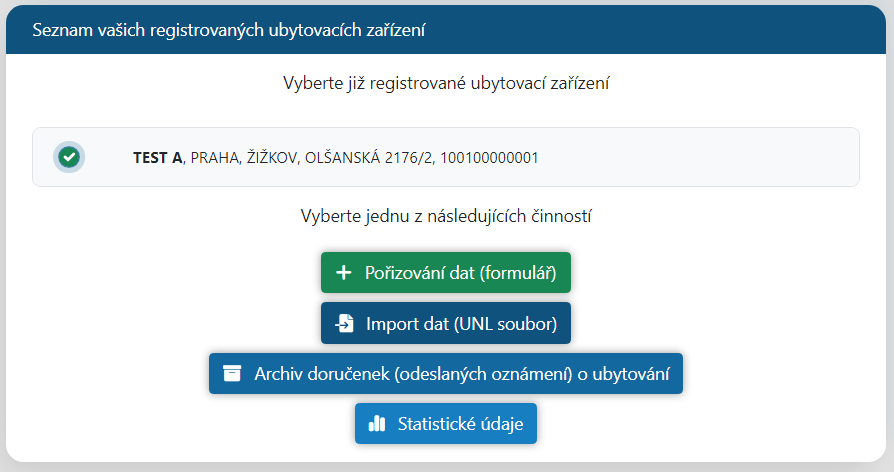 Seznam vašich registrovaných ubytovacích zařízení
Vyberte již registrované ubytovací zařízení
TEST A, PRAHA, ŽIŽKOV, OLŠANSKÁ 2176/2, 100100000001
Vyberte jednu z následujících činností
Pořizování dat (formulář)
Import dat (UNL soubor)
Archiv doručenek (odeslaných oznámení) o ubytování
Statistické údaje